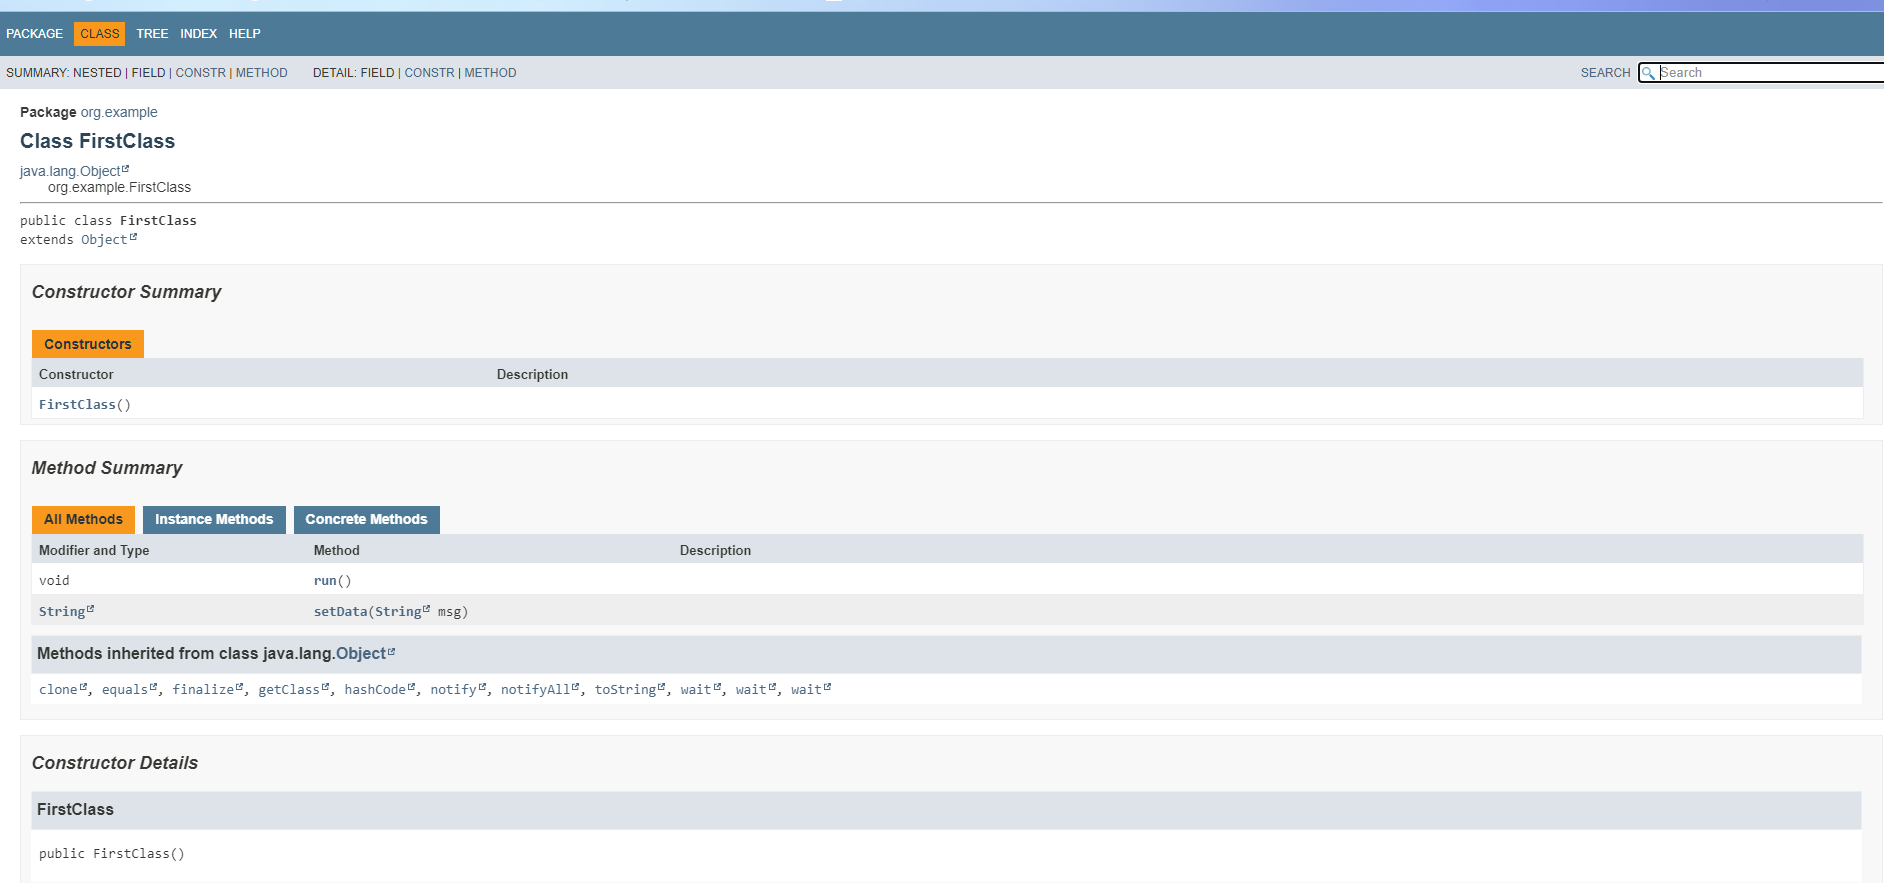 PACKAGE CLASS TREE INDEX HELP
SUMMARY: NESTED | FIELD | CONSTR | METHOD DETAIL: FIELD | CONSTR | METHOD SEARCH Search
Package org.example
Class FirstClass
java.lang.Object
org.example.FirstClass
public class FirstClass
extends Object
Constructor Summary
Constructors
Constructor Description
FirstClass()
Method Summary
All Methods Instance Methods Concrete Methods
Modifier and Type Method Description
void run()
String setData(String msg)
Methods inherited from class java.lang.Object
clone, equals, finalize, getClass, hashCode, notify, notifyAll, toString, wait, wait, wait
Constructor Details
FirstClass
public FirstClass()